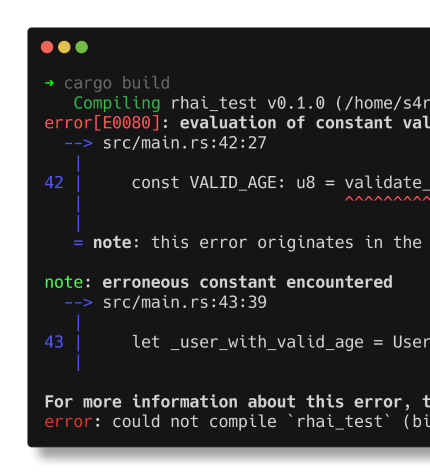 ➜ cargo build
Compiling rhai_test v0.1.0 (/home/s4r
error[E0080]: evaluation of constant val
--> src/main.rs:42:27
|
42 | const VALID_AGE: u8 = validate_
| ^^^^^^^^^
|
= note: this error originates in the
note: erroneous constant encountered
--> src/main.rs:43:39
|
43 | let _user_with_valid_age = User
|
For more information about this error, t
error: could not compile `rhai_test` (bi